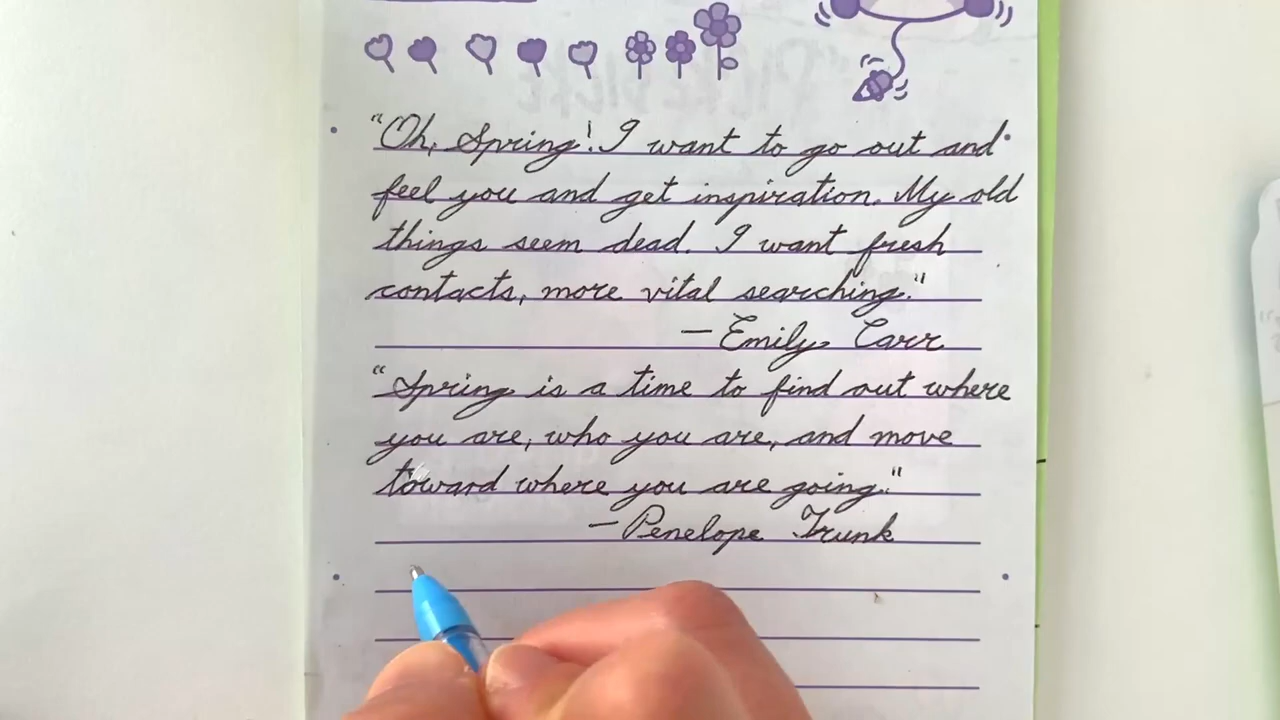 "Oh, Spring! I want to go out and
feel you and get inspiration. My old
things seem dead. I want fresh
contacts, more vital searching."
— Emily Carr
"Spring is a time to find out where
you are, who you are, and move
toward where you are going."
— Penelope Trunk